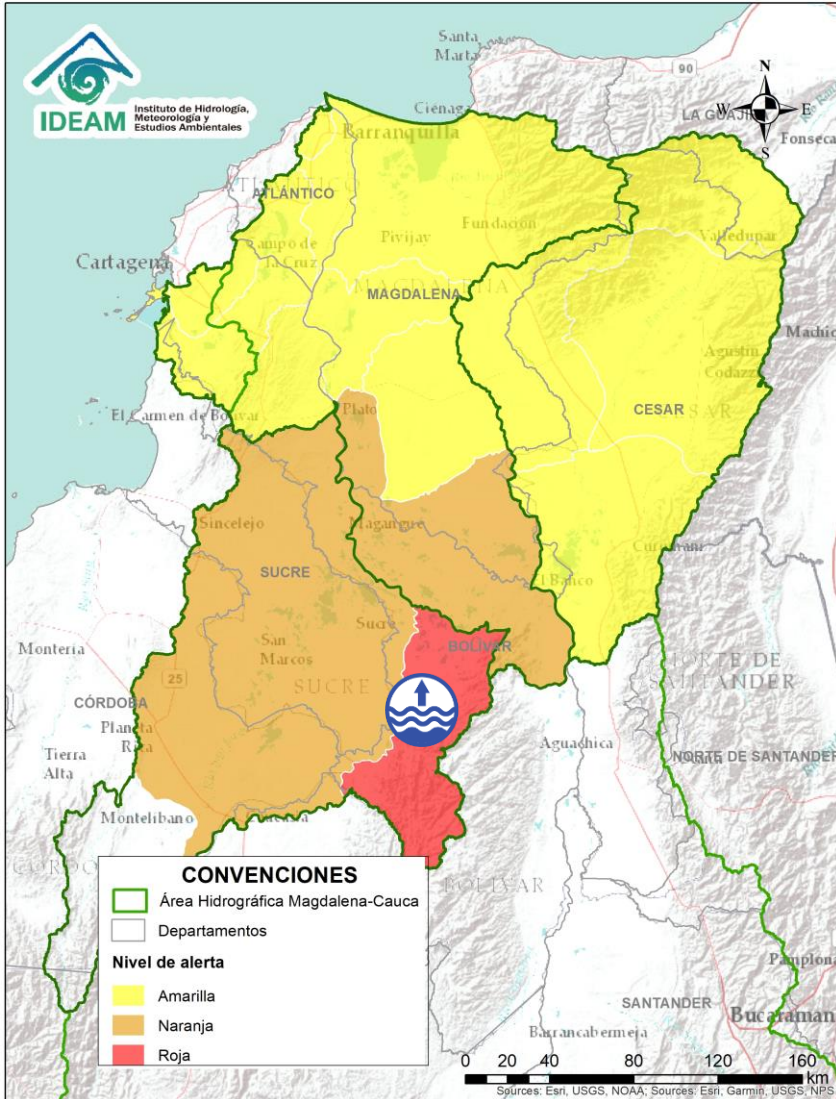 Santa
Marta
90
N
W
E
S
IDEAM
Instituto de Hidrología,
Meteorología y
Estudios Ambientales
Ciénaga
LA GUAJIRA
Fonseca
Barranquilla
ATLÁNTICO
Campo de
la Cruz
Pivijay
Fundación
Valledupar
Cartagena
MAGDALENA
Agustín
Codazzi
CESAR
CESAR
El Carmen de Bolívar
Plato
Sincelejo
Magangue
SUCRE
El Banco
Curumaní
Sucre
BOLÍVAR
San
Marcos
SUCRE
Montería
25
CÓRDOBA
Planeta
Rica
Tierra
Alta
NORTE DE
SANTANDER
Aguachica
NORTE DE SANTANDER
Montelibano
BOLÍVAR
CONVENCIONES
Área Hidrográfica Magdalena-Cauca
Departamentos
Nivel de alerta
Amarilla
Naranja
Roja
Pamplona
SANTANDER
Bucaraman
Barrancabermeja
0 20 40 80 120 160
km
Sources: Esri, USGS, NOAA; Sources: Esri, Garmin, USGS, NPS